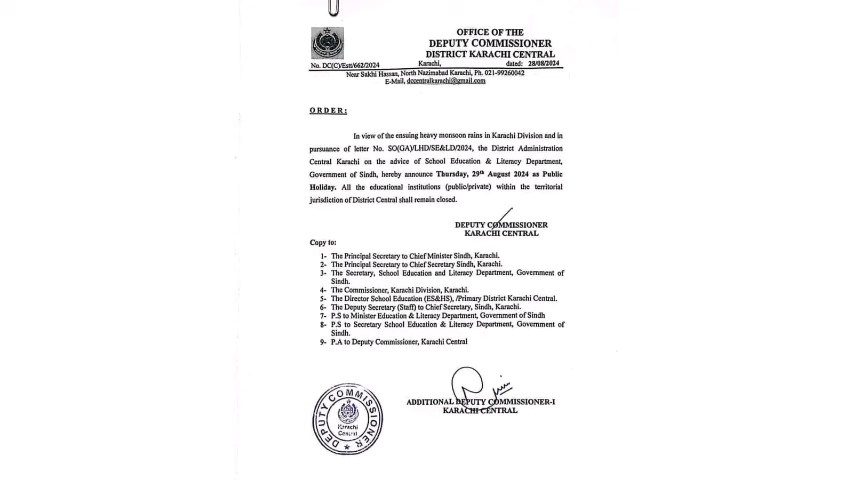 OFFICE OF THE
DEPUTY COMMISSIONER
DISTRICT KARACHI CENTRAL
No. DC(C)/Estt/662/2024 Karachi, dated: 28/08/2024
Near Sakhi Hassan, North Nazimabad Karachi, Ph. 021-99260042
E-Mail, dccentralkarachi@gmail.com
ORDER:
In view of the ensuing heavy monsoon rains in Karachi Division and in
pursuance of letter No. SO(GA)/LHD/SE&LD/2024, the District Administration
Central Karachi on the advice of School Education & Literacy Department,
Government of Sindh, hereby announce Thursday, 29th August 2024 as Public
Holiday. All the educational institutions (public/private) within the territorial
jurisdiction of District Central shall remain closed.
DEPUTY COMMISSIONER
KARACHI CENTRAL
Copy to:
1- The Principal Secretary to Chief Minister Sindh, Karachi.
2- The Principal Secretary to Chief Secretary Sindh, Karachi.
3- The Secretary, School Education and Literacy Department, Government of
Sindh.
4- The Commissioner, Karachi Division, Karachi.
5- The Director School Education (ES&HS), /Primary District Karachi Central.
6- The Deputy Secretary (Staff) to Chief Secretary, Sindh, Karachi.
7- P.S to Minister Education & Literacy Department, Government of Sindh
8- P.S to Secretary School Education & Literacy Department, Government of
Sindh.
9- P.A to Deputy Commissioner, Karachi Central
ADDITIONAL DEPUTY COMMISSIONER-I
KARACHI CENTRAL
DEPUTY COMMISSIONER
Karachi
Central